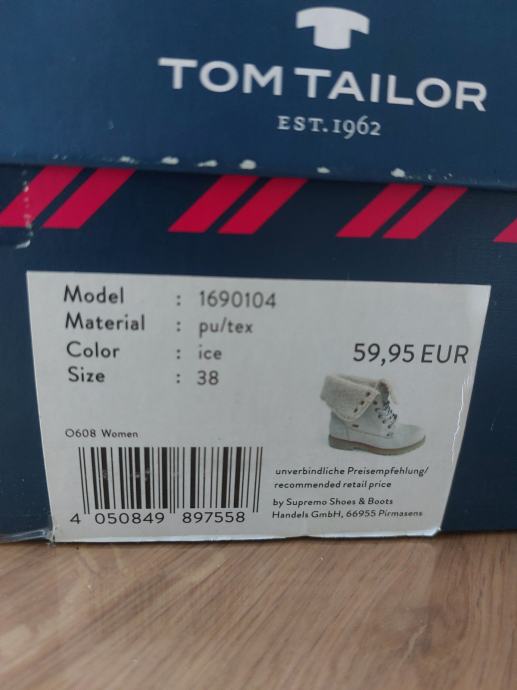 TOM TAILOR
EST.1962
Model : 1690104
Material : pu/tex
Color : ice
Size : 38
59,95 EUR
O608 Women
4 050849 897558
unverbindliche Preisempfehlung/
recommended retail price
by Supremo Shoes & Boots
Handels GmbH, 66955 Pirmasens